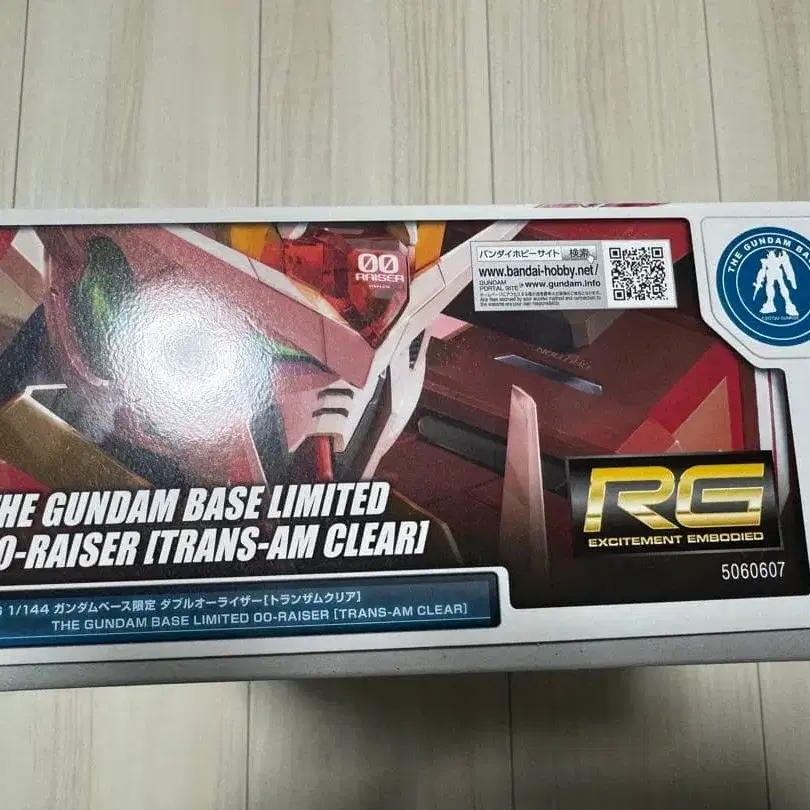 00
RAISER
バンダイホビーサイト 検索
www.bandai-hobby.net/
GUNDAM
PORTAL SITE www.gundam.info
THE GUNDAM BA
RG
EXCITEMENT EMBODIED
5060607
HE GUNDAM BASE LIMITED
0-RAISER [TRANS-AM CLEAR]
1/144 ガンダムベース限定 ダブルオーライザー[トランザムクリア]
THE GUNDAM BASE LIMITED 00-RAISER [TRANS-AM CLEAR]